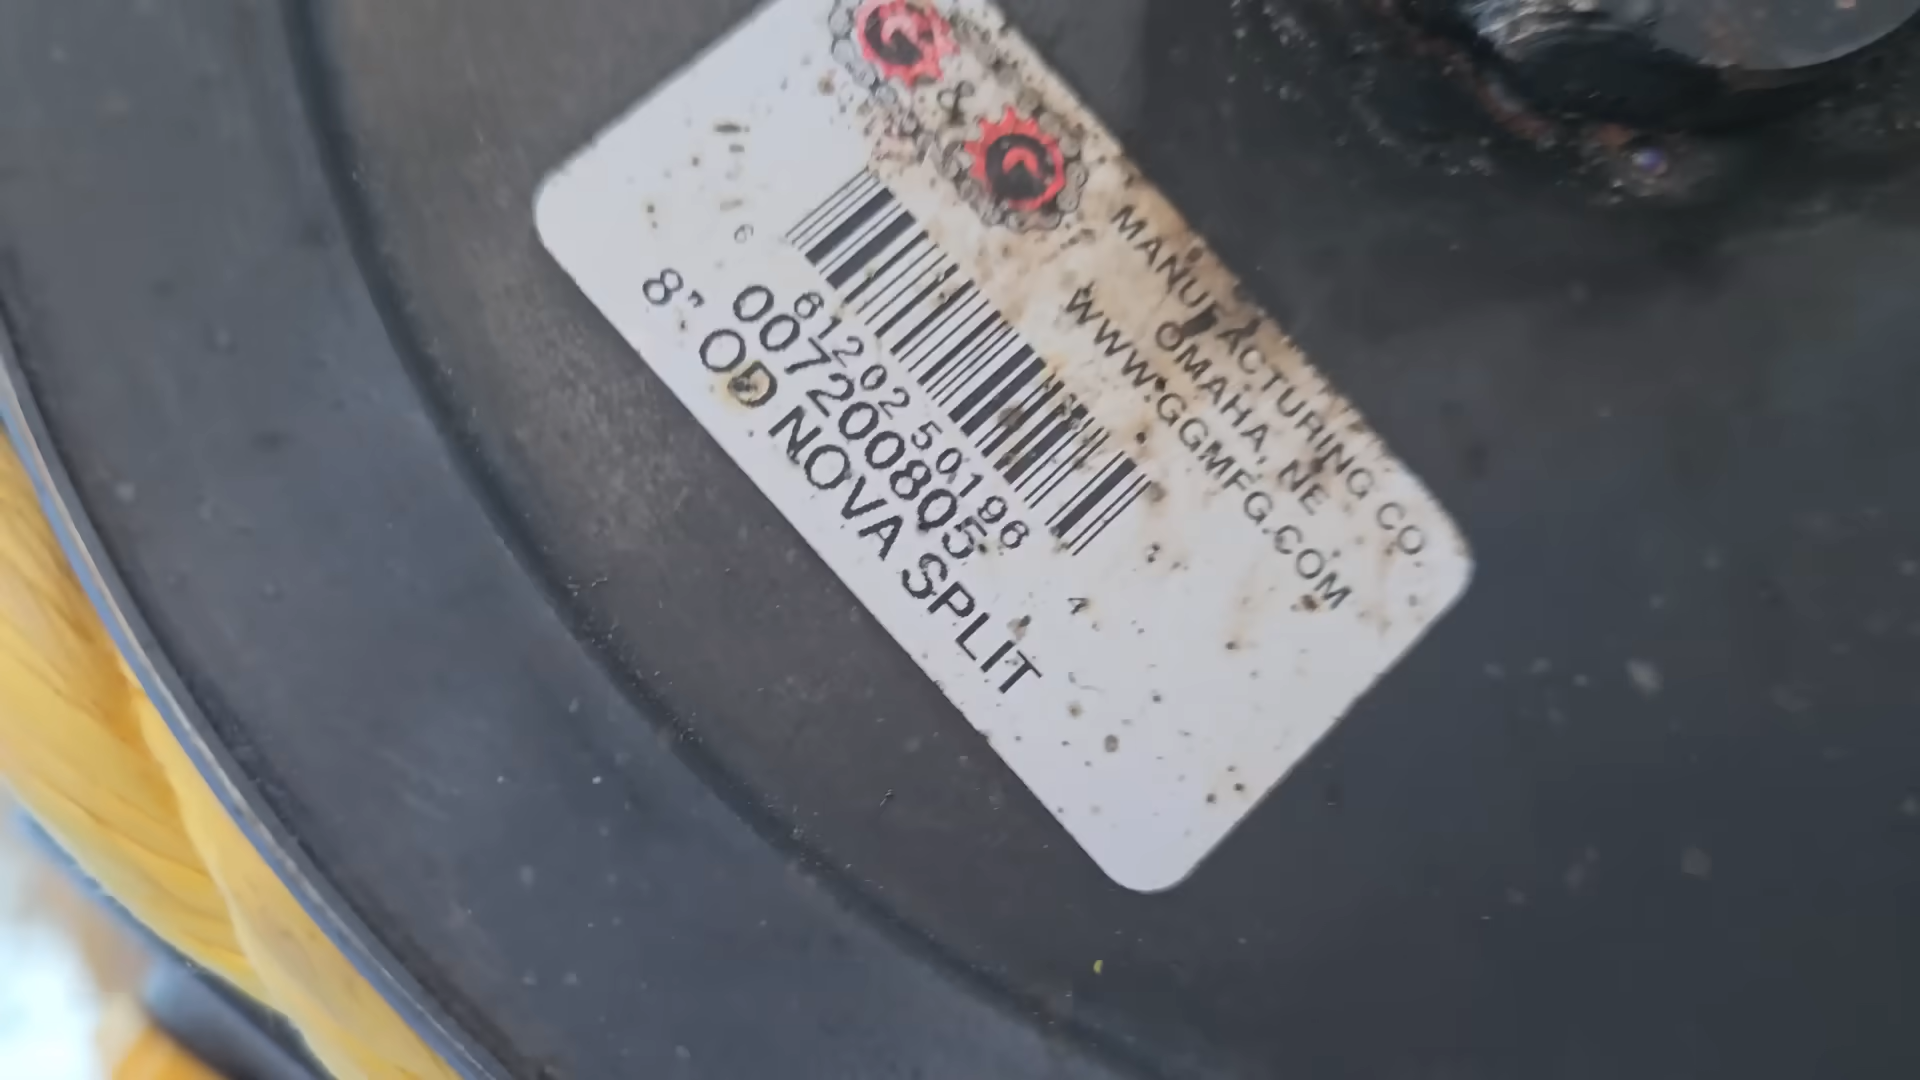 G & G
MANUFACTURING CO.
OMAHA, NE
WWW.GGMFG.COM
6 81202 50196 4
007200805
8” OD NOVA SPLIT